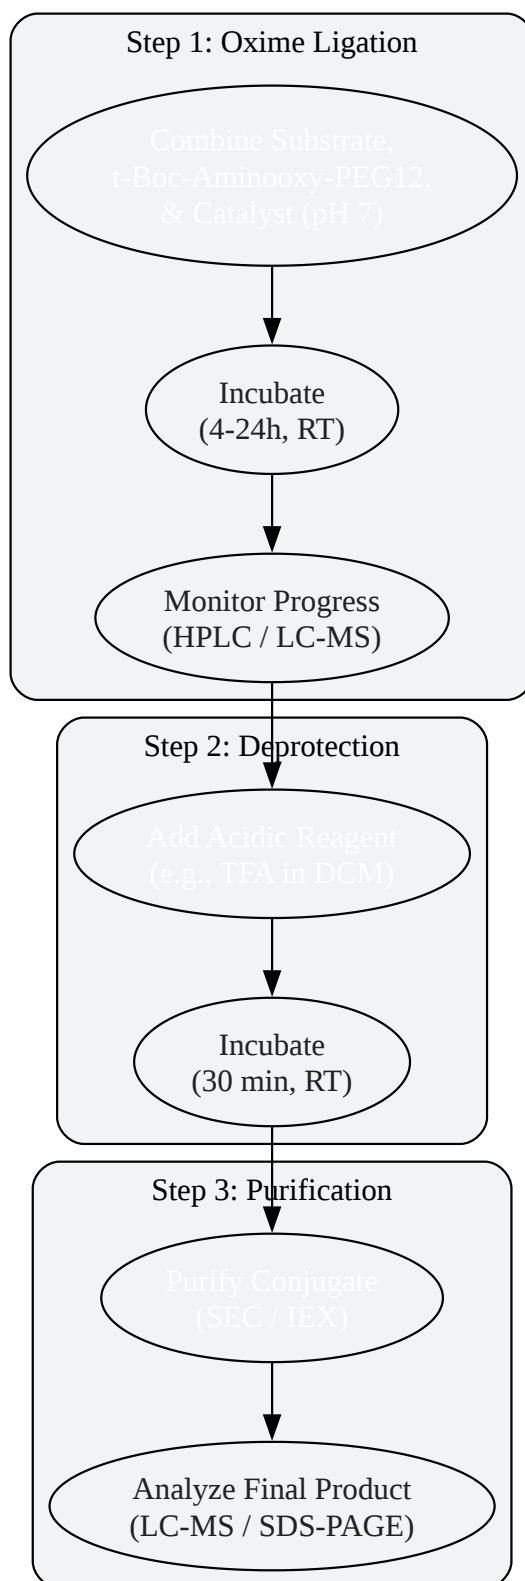 Step 1: Oxime Ligation
Combine Substrate,
t-Boc-Aminooxy-PEG12,
& Catalyst (pH 7)
Incubate
(4-24h, RT)
Monitor Progress
(HPLC / LC-MS)
Step 2: Deprotection
Add Acidic Reagent
(e.g., TFA in DCM)
Incubate
(30 min, RT)
Step 3: Purification
Purify Conjugate
(SEC / IEX)
Analyze Final Product
(LC-MS / SDS-PAGE)